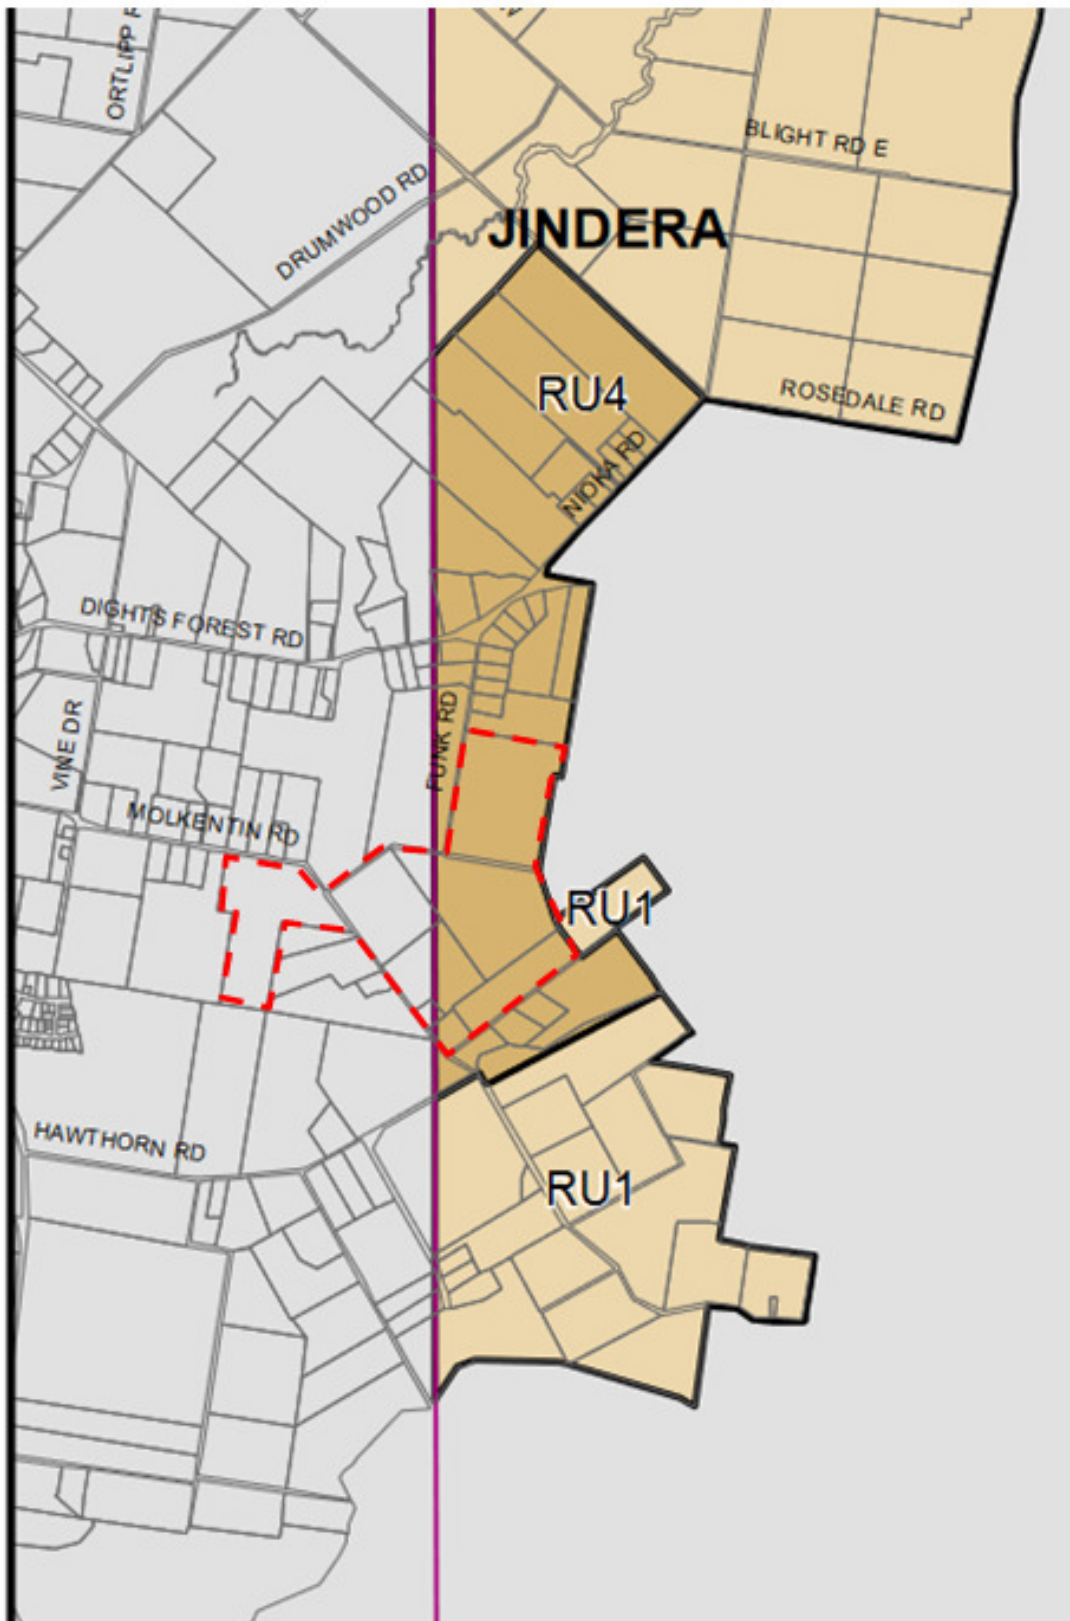 ORTLIPP
BLIGHT RD E
DRUMWOOD RD
JINDERA
RU4
ROSEDALE RD
NIOKA RD
DIGHTS FOREST RD
FUNK RD
VINE DR
MOLKENTIN RD
RU1
HAWTHORN RD
RU1